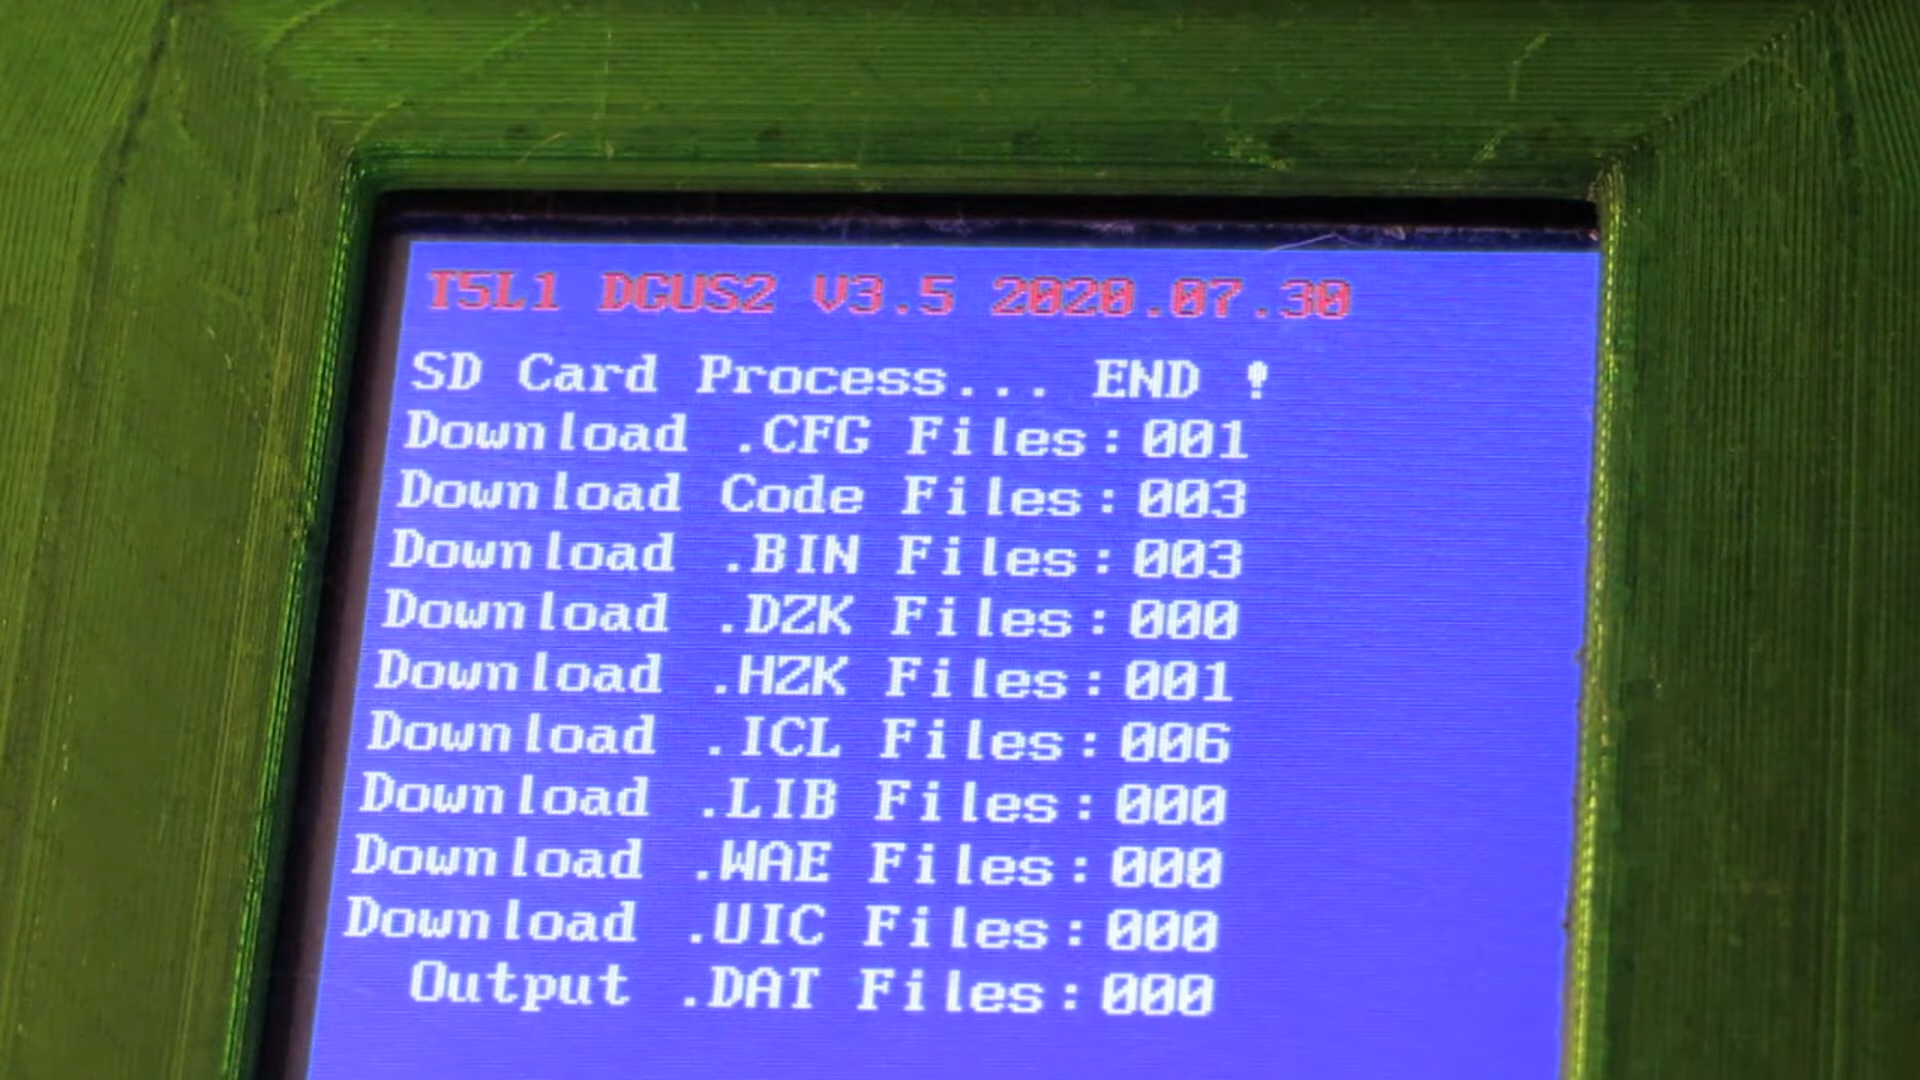 T5L1 DGUS2 V3.5 2020.07.30
SD Card Process... END !
Download .CFG Files:001
Download Code Files:003
Download .BIN Files:003
Download .DZK Files:000
Download .HZK Files:001
Download .ICL Files:006
Download .LIB Files:000
Download .WAE Files:000
Download .UIC Files:000
Output .DAT Files:000